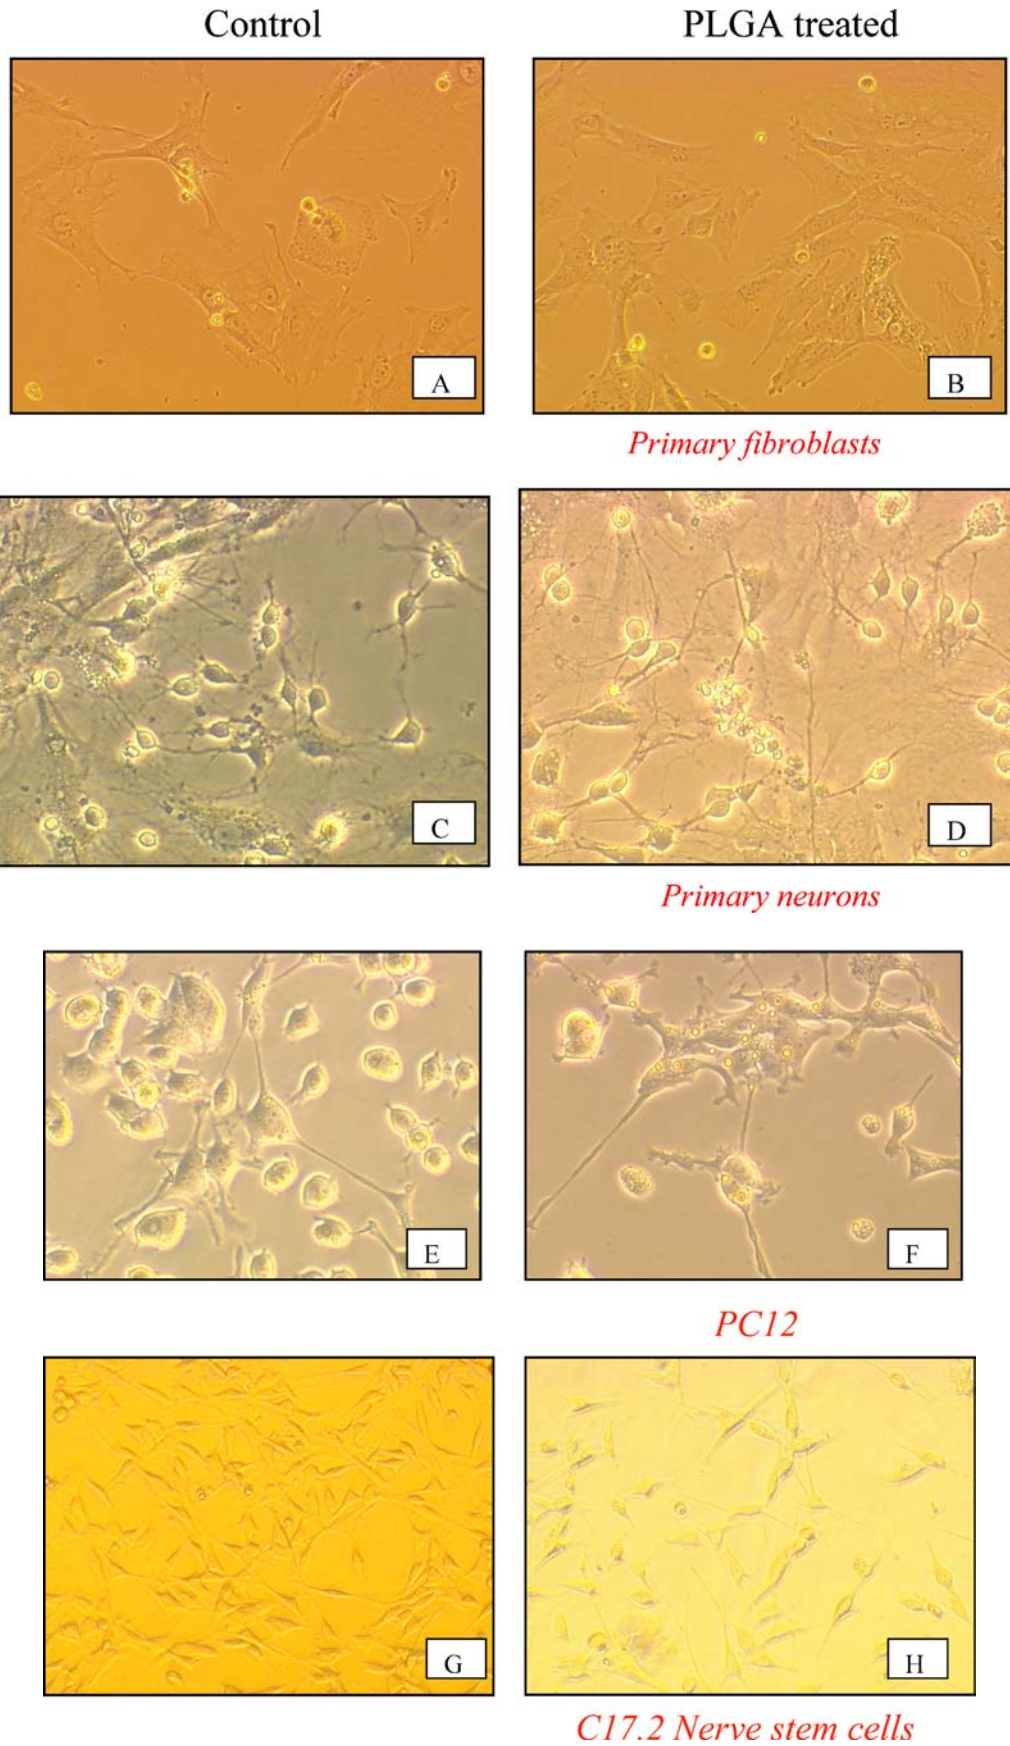 Control PLGA treated
A B
Primary fibroblasts
C D
Primary neurons
E F
PC12
G H
C17.2 Nerve stem cells